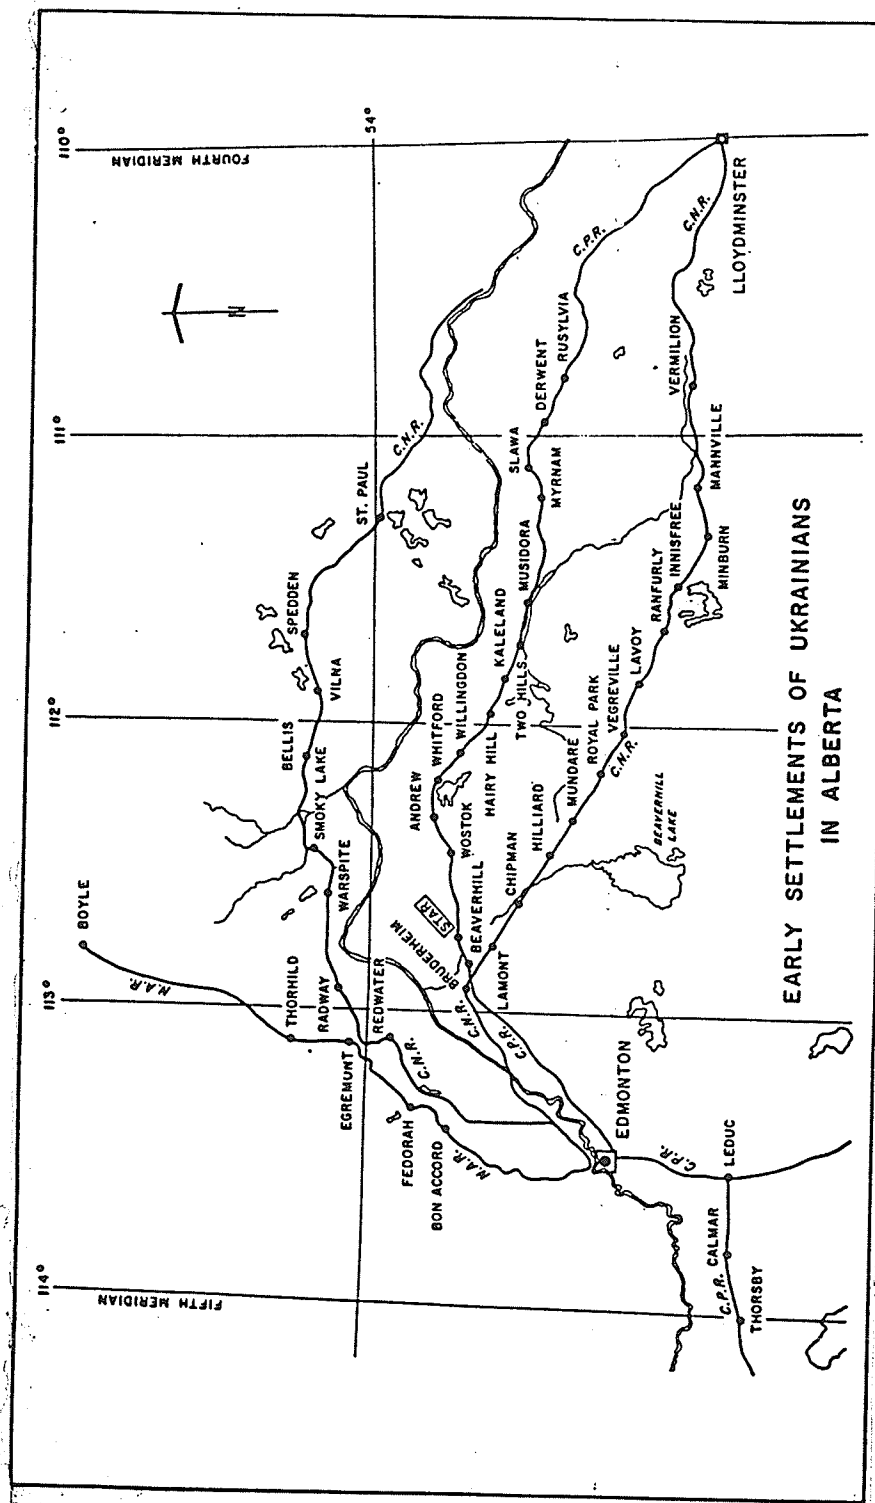 114°
113°
112°
111°
110°
FIFTH MERIDIAN
FOURTH MERIDIAN
54°
N
BOYLE
N.A.R.
THORHILD
RADWAY
EGREMONT
REDWATER
C.N.R.
FEDORAH
BON ACCORD
N.A.R.
WARSPITE
SMOKY LAKE
BELLIS
VILNA
SPEDDEN
ST. PAUL
C.N.R.
BRUDERHEIM
STAR
BEAVERHILL
WOSTOK
ANDREW
WHITFORD
WILLINGDON
HAIRY HILL
KALELAND
TWO HILLS
MUSIDORA
MYRNAM
SLAWA
DERWENT
RUSYLVIA
C.P.R.
C.N.R.
C.P.R.
LAMONT
CHIPMAN
HILLIARD
MUNDARE
ROYAL PARK
VEGREVILLE
C.N.R.
LAVOY
RANFURLY
INNISFREE
MINBURN
MANNVILLE
VERMILION
C.N.R.
LLOYDMINSTER
BEAVERHILL
LAKE
EDMONTON
C.P.R.
LEDUC
CALMAR
C.P.R.
THORSBY
EARLY SETTLEMENTS OF UKRAINIANS
IN ALBERTA